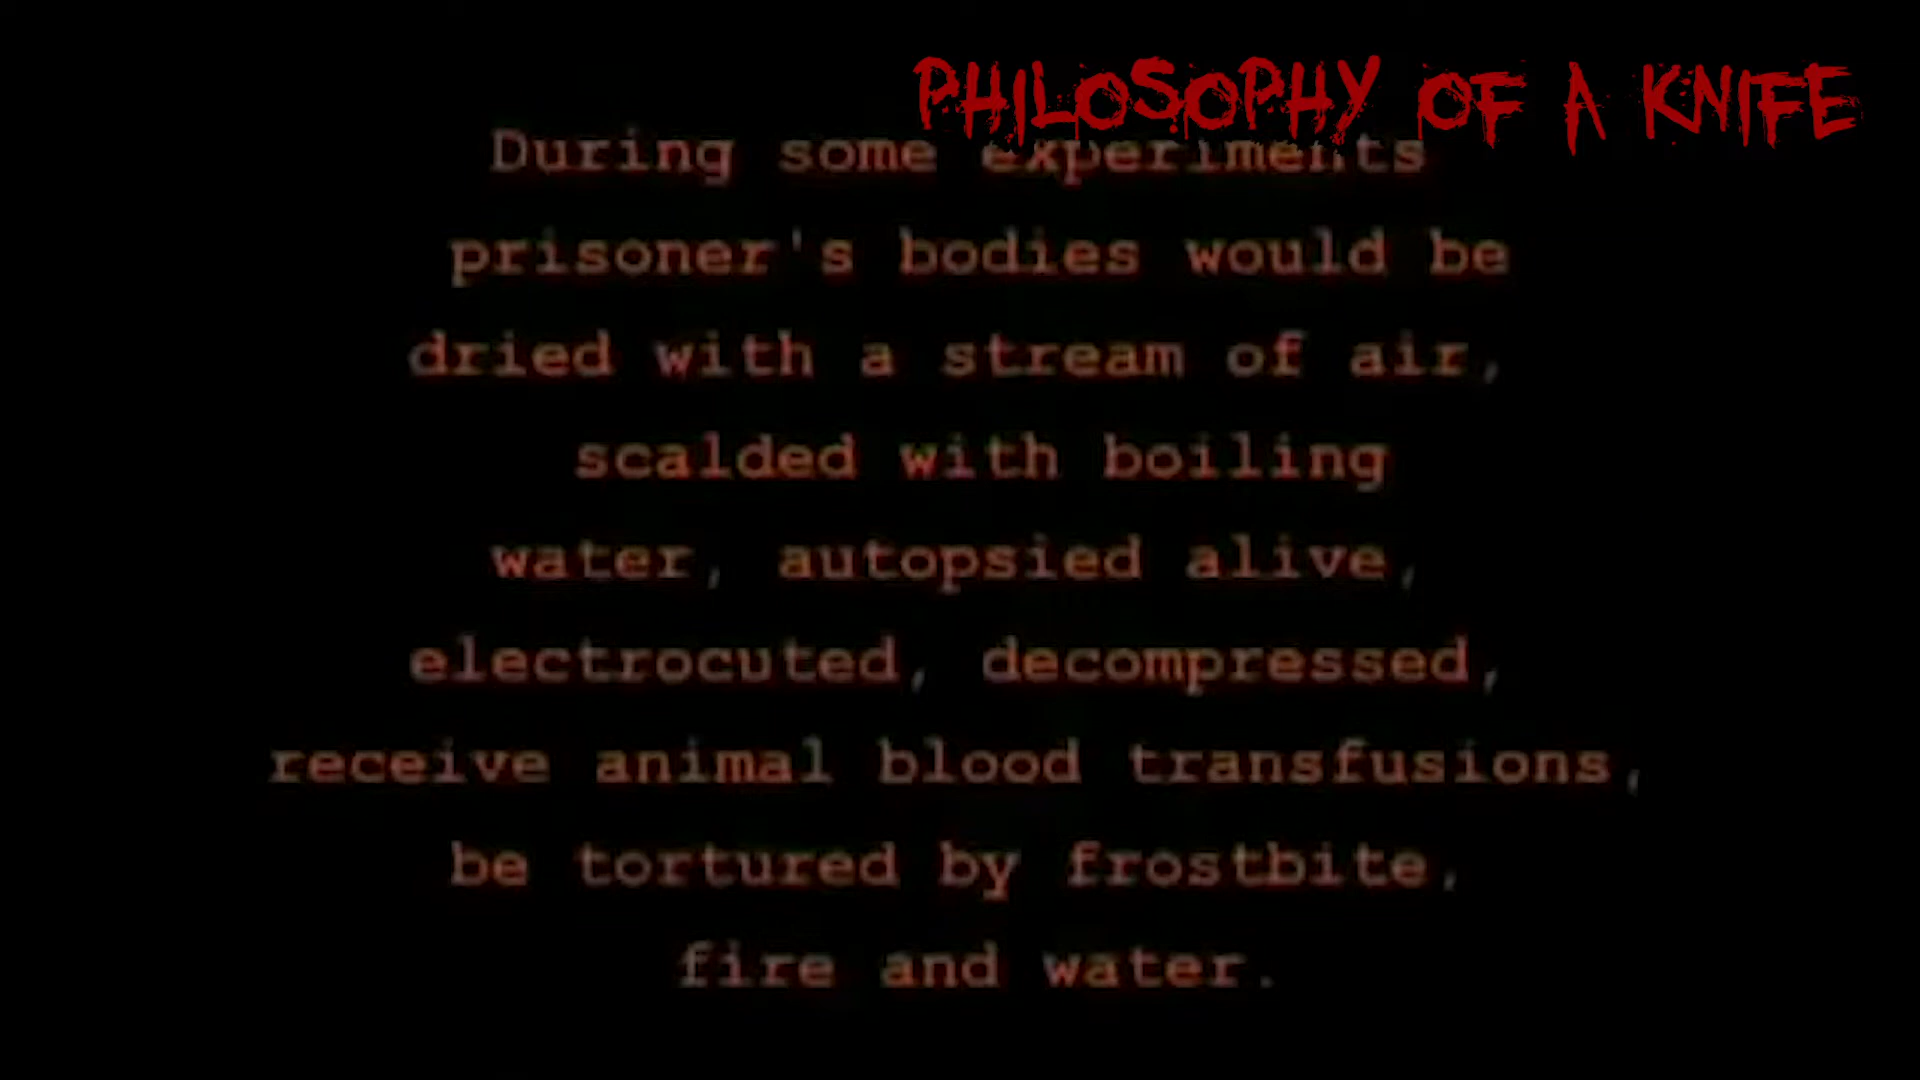 PHILOSOPHY OF A KNIFE
During some experiments
prisoner's bodies would be
dried with a stream of air,
scalded with boiling
water, autopsied alive,
electrocuted, decompressed,
receive animal blood transfusions,
be tortured by frostbite,
fire and water.